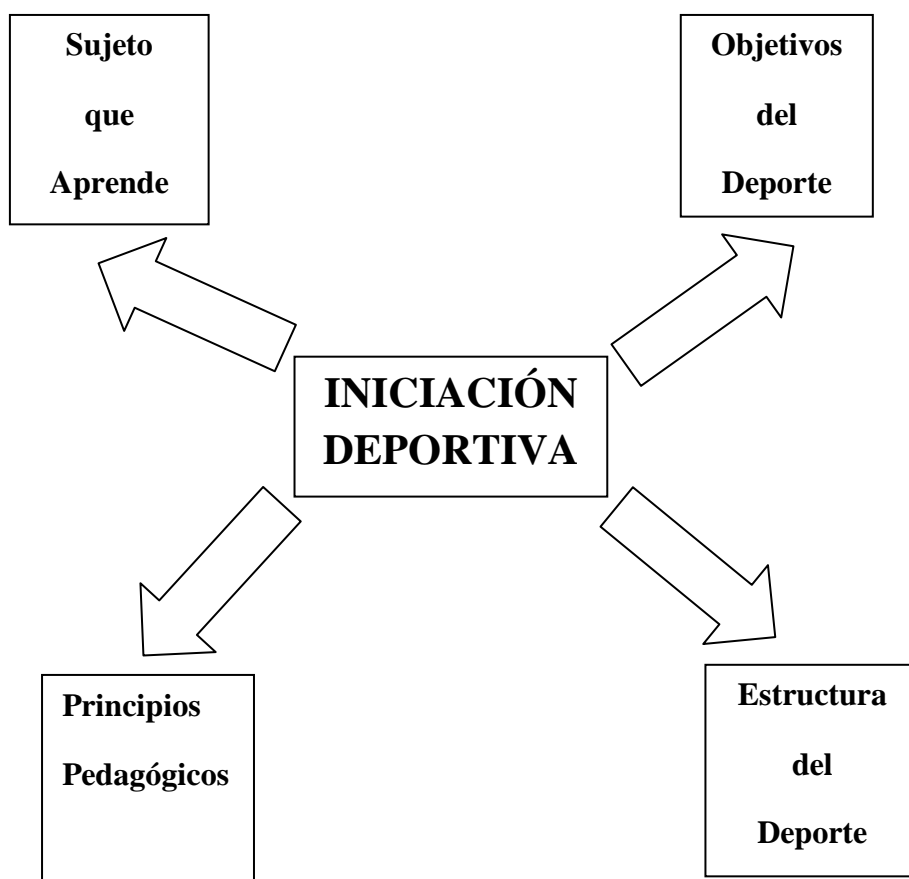 Sujeto
que
Aprende
Objetivos
del
Deporte
INICIACIÓN
DEPORTIVA
Principios
Pedagógicos
Estructura
del
Deporte